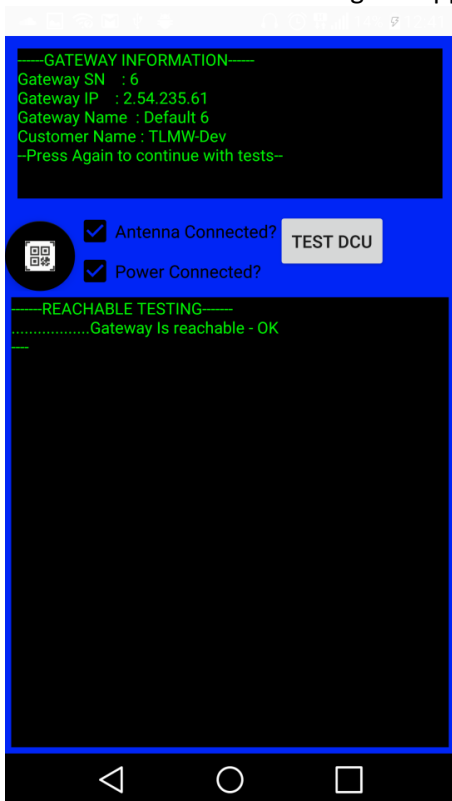 ------GATEWAY INFORMATION------
Gateway SN : 6
Gateway IP : 2.54.235.61
Gateway Name : Default 6
Customer Name : TLMW-Dev
--Press Again to continue with tests--
Antenna Connected?
TEST DCU
Power Connected?
-------REACHABLE TESTING-------
..................Gateway Is reachable - OK
----